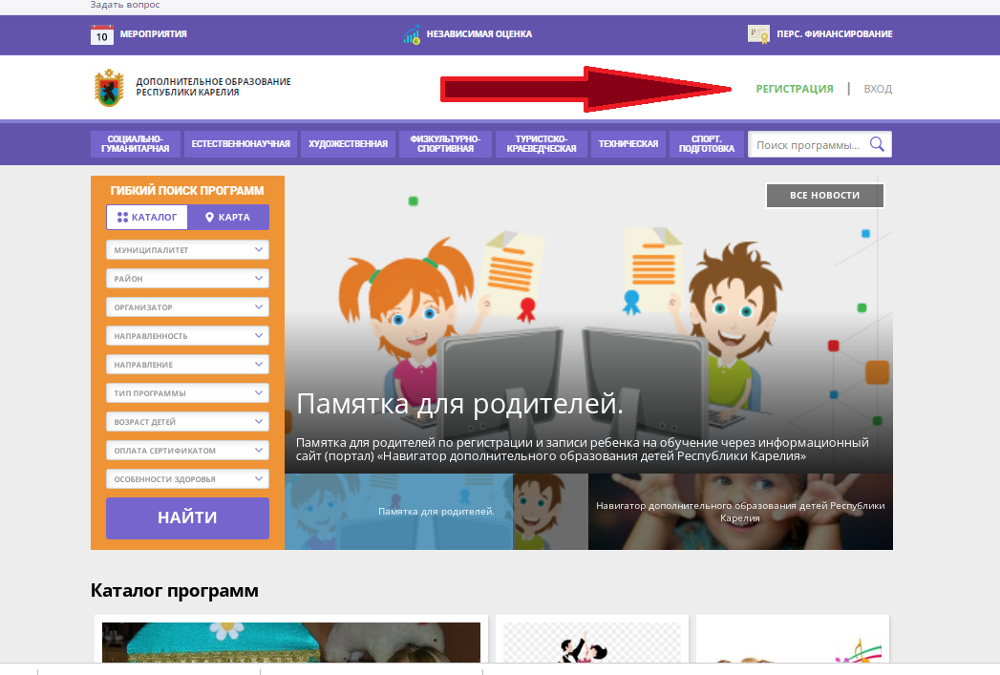 Задать вопрос
10 МЕРОПРИЯТИЯ
НЕЗАВИСИМАЯ ОЦЕНКА
ПЕРС. ФИНАНСИРОВАНИЕ
ДОПОЛНИТЕЛЬНОЕ ОБРАЗОВАНИЕ
РЕСПУБЛИКИ КАРЕЛИЯ
РЕГИСТРАЦИЯ | ВХОД
СОЦИАЛЬНО-
ГУМАНИТАРНАЯ
ЕСТЕСТВЕННОНАУЧНАЯ
ХУДОЖЕСТВЕННАЯ
ФИЗКУЛЬТУРНО-
СПОРТИВНАЯ
ТУРИСТСКО-
КРАЕВЕДЧЕСКАЯ
ТЕХНИЧЕСКАЯ
СПОРТ.
ПОДГОТОВКА
Поиск программы...
ГИБКИЙ ПОИСК ПРОГРАММ
КАТАЛОГ
КАРТА
МУНИЦИПАЛИТЕТ
РАЙОН
ОРГАНИЗАТОР
НАПРАВЛЕННОСТЬ
НАПРАВЛЕНИЕ
ТИП ПРОГРАММЫ
ВОЗРАСТ ДЕТЕЙ
ОПЛАТА СЕРТИФИКАТОМ
ОСОБЕННОСТИ ЗДОРОВЬЯ
НАЙТИ
ВСЕ НОВОСТИ
Памятка для родителей.
Памятка для родителей по регистрации и записи ребенка на обучение через информационный
сайт (портал) «Навигатор дополнительного образования детей Республики Карелия»
Памятка для родителей.
Навигатор дополнительного образования детей Республики
Карелия
Каталог программ